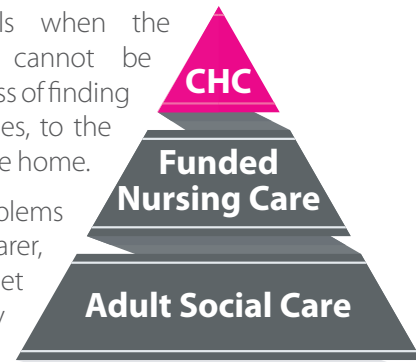 ls when the
cannot be
ss of finding
es, to the
e home.
olems
arer,
et
CHC
Funded
Nursing Care
Adult Social Care